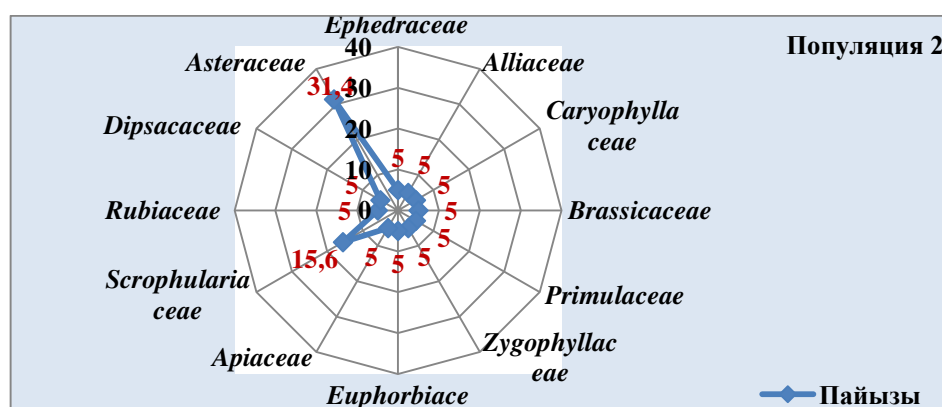 Ephedraceae
Популяция 2
Asteraceae
Alliaceae
40
31,4
30
20
10
0
Dipsacaceae
Caryophylla
ceae
5
5
5
5
5
5
5
5
5
5
Rubiaceae
Brassicaceae
15,6
Scrophularia
ceae
Primulaceae
Apiaceae
Zygophyllac
eae
Euphorbiace
Пайызы